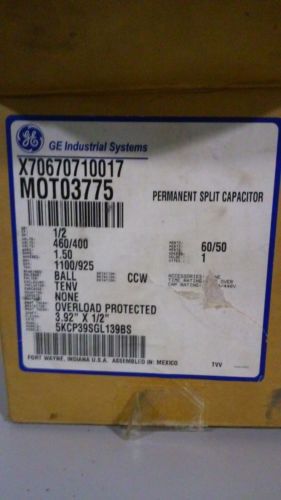 GE Industrial Systems
X70670710017
MOT03775
PERMANENT SPLIT CAPACITOR
1/2
460/400
60/50
1.50
1
1100/925
BALL
CCW
TENV
NONE
OVERLOAD PROTECTED
3.92" X 1/2"
5KCP39SGL139BS
FORT WAYNE, INDIANA U.S.A. ASSEMBLED IN: MEXICO
TVV